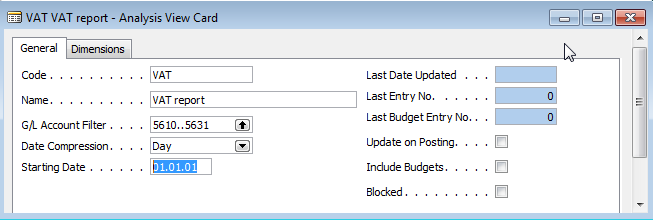 VAT VAT report - Analysis View Card
General
Dimensions
Code . . . . . . . . . . VAT
Name. . . . . . . . . . VAT report
G/L Account Filter . . . 5610..5631
Date Compression. . . . Day
Starting Date . . . . . . 01.01.01
Last Date Updated . . .
Last Entry No. . . . . . 0
Last Budget Entry No. . . 0
Update on Posting. . . .
Include Budgets. . . . .
Blocked . . . . . . . . .